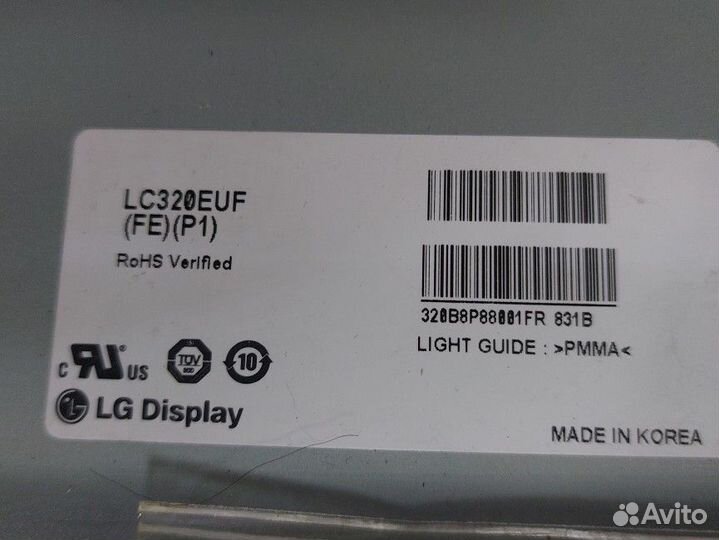 LC320EUF
(FE)(P1)
RoHS Verified
320B8P88001FR 831B
LIGHT GUIDE : >PMMA<
c RU US
TÜV
10
LG Display
MADE IN KOREA
Avito